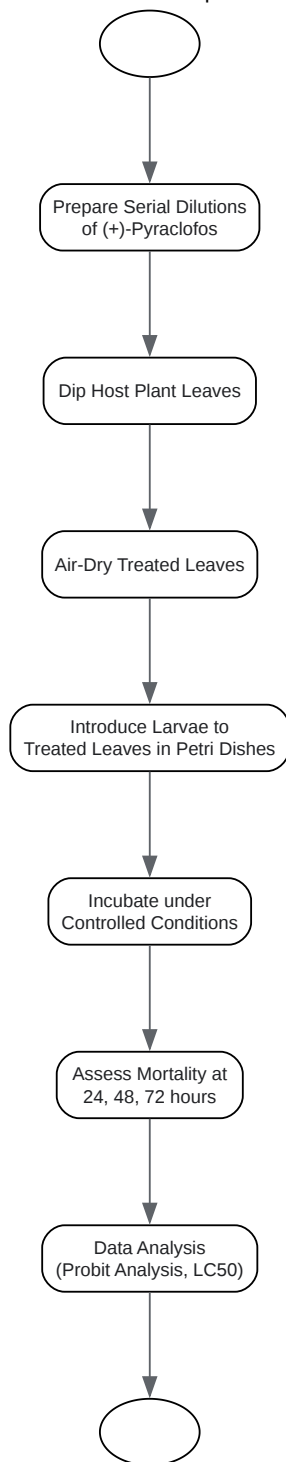 Prepare Serial Dilutions
of (+)-Pyraclofos
Dip Host Plant Leaves
Air-Dry Treated Leaves
Introduce Larvae to
Treated Leaves in Petri Dishes
Incubate under
Controlled Conditions
Assess Mortality at
24, 48, 72 hours
Data Analysis
(Probit Analysis, LC50)